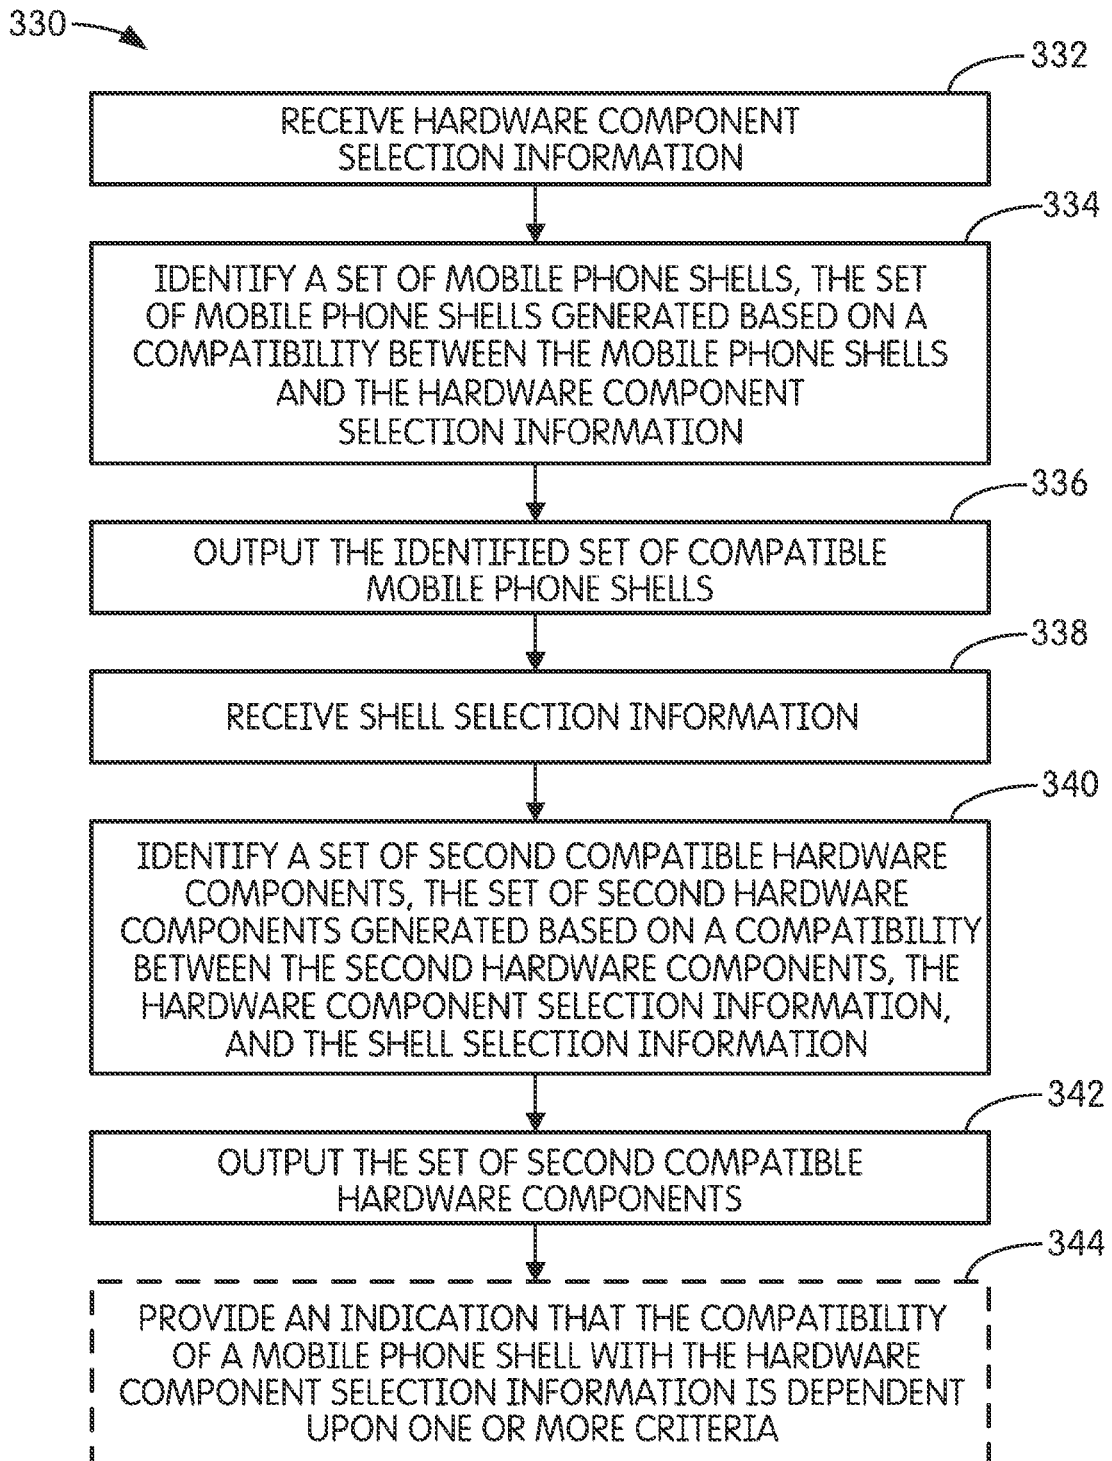 330
332
RECEIVE HARDWARE COMPONENT
SELECTION INFORMATION
334
IDENTIFY A SET OF MOBILE PHONE SHELLS, THE SET
OF MOBILE PHONE SHELLS GENERATED BASED ON A
COMPATIBILITY BETWEEN THE MOBILE PHONE SHELLS
AND THE HARDWARE COMPONENT
SELECTION INFORMATION
336
OUTPUT THE IDENTIFIED SET OF COMPATIBLE
MOBILE PHONE SHELLS
338
RECEIVE SHELL SELECTION INFORMATION
340
IDENTIFY A SET OF SECOND COMPATIBLE HARDWARE
COMPONENTS, THE SET OF SECOND HARDWARE
COMPONENTS GENERATED BASED ON A COMPATIBILITY
BETWEEN THE SECOND HARDWARE COMPONENTS, THE
HARDWARE COMPONENT SELECTION INFORMATION,
AND THE SHELL SELECTION INFORMATION
342
OUTPUT THE SET OF SECOND COMPATIBLE
HARDWARE COMPONENTS
344
PROVIDE AN INDICATION THAT THE COMPATIBILITY
OF A MOBILE PHONE SHELL WITH THE HARDWARE
COMPONENT SELECTION INFORMATION IS DEPENDENT
UPON ONE OR MORE CRITERIA